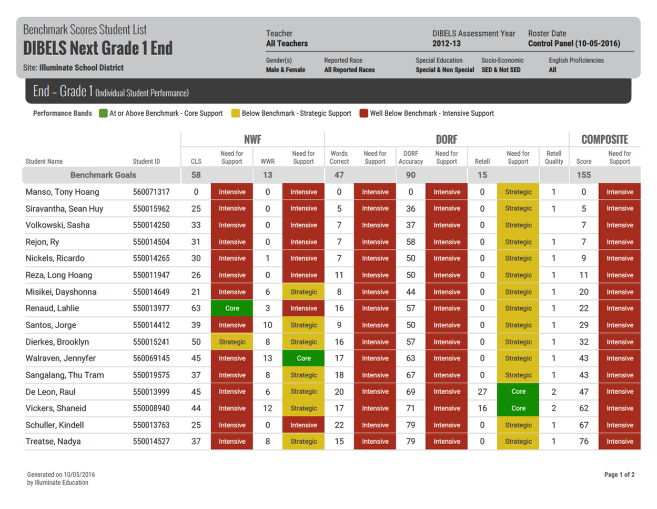 Benchmark Scores Student List
DIBELS Next Grade 1 End
Site: Illuminate School District
Teacher
All Teachers
DIBELS Assessment Year
2012-13
Roster Date
Control Panel (10-05-2016)
Gender(s)
Male & Female
Reported Race
All Reported Races
Special Education
Special & Non Special
Socio-Economic
SED & Not SED
English Proficiencies
All
End – Grade 1 (Individual Student Performance)
Performance Bands At or Above Benchmark - Core Support Below Benchmark - Strategic Support Well Below Benchmark - Intensive Support
NWF DORF COMPOSITE
Student Name Student ID CLS Need for Support WWR Need for Support Words Correct Need for Support DORF Accuracy Need for Support Retell Need for Support Retell Quality Score Need for Support
Benchmark Goals 58 13 47 90 15 155
Manso, Tony Hoang 560071317 0 Intensive 0 Intensive 0 Intensive 0 Intensive 0 Strategic 1 0 Intensive
Siravantha, Sean Huy 550015962 25 Intensive 0 Intensive 5 Intensive 36 Intensive 0 Strategic 1 5 Intensive
Volkowski, Sasha 550014250 33 Intensive 0 Intensive 7 Intensive 37 Intensive 0 Strategic 7 Intensive
Rejon, Ry 550014504 31 Intensive 0 Intensive 7 Intensive 58 Intensive 0 Strategic 1 7 Intensive
Nickels, Ricardo 550014265 30 Intensive 1 Intensive 7 Intensive 50 Intensive 0 Strategic 1 9 Intensive
Reza, Long Hoang 550011947 26 Intensive 0 Intensive 11 Intensive 50 Intensive 0 Strategic 1 11 Intensive
Misikei, Dayshonna 550014649 21 Intensive 6 Strategic 8 Intensive 44 Intensive 0 Strategic 1 20 Intensive
Renaud, Lahlie 550013977 63 Core 3 Intensive 16 Intensive 57 Intensive 0 Strategic 1 22 Intensive
Santos, Jorge 550014412 39 Intensive 10 Strategic 9 Intensive 50 Intensive 0 Strategic 1 29 Intensive
Dierkes, Brooklyn 550015241 50 Strategic 8 Strategic 16 Intensive 57 Intensive 0 Strategic 1 32 Intensive
Walraven, Jennyfer 560069145 45 Intensive 13 Core 17 Intensive 63 Intensive 0 Strategic 1 43 Intensive
Sangalang, Thu Tram 550019575 37 Intensive 8 Strategic 18 Intensive 67 Intensive 0 Strategic 1 43 Intensive
De Leon, Raul 550013999 45 Intensive 6 Strategic 20 Intensive 69 Intensive 27 Core 2 47 Intensive
Vickers, Shaneid 550008940 44 Intensive 12 Strategic 17 Intensive 71 Intensive 16 Core 2 62 Intensive
Schuller, Kindell 550013763 25 Intensive 0 Intensive 22 Intensive 79 Intensive 0 Strategic 1 67 Intensive
Treatse, Nadya 550014527 37 Intensive 8 Strategic 15 Intensive 79 Intensive 0 Strategic 1 76 Intensive
Generated on 10/05/2016
by Illuminate Education
Page 1 of 2